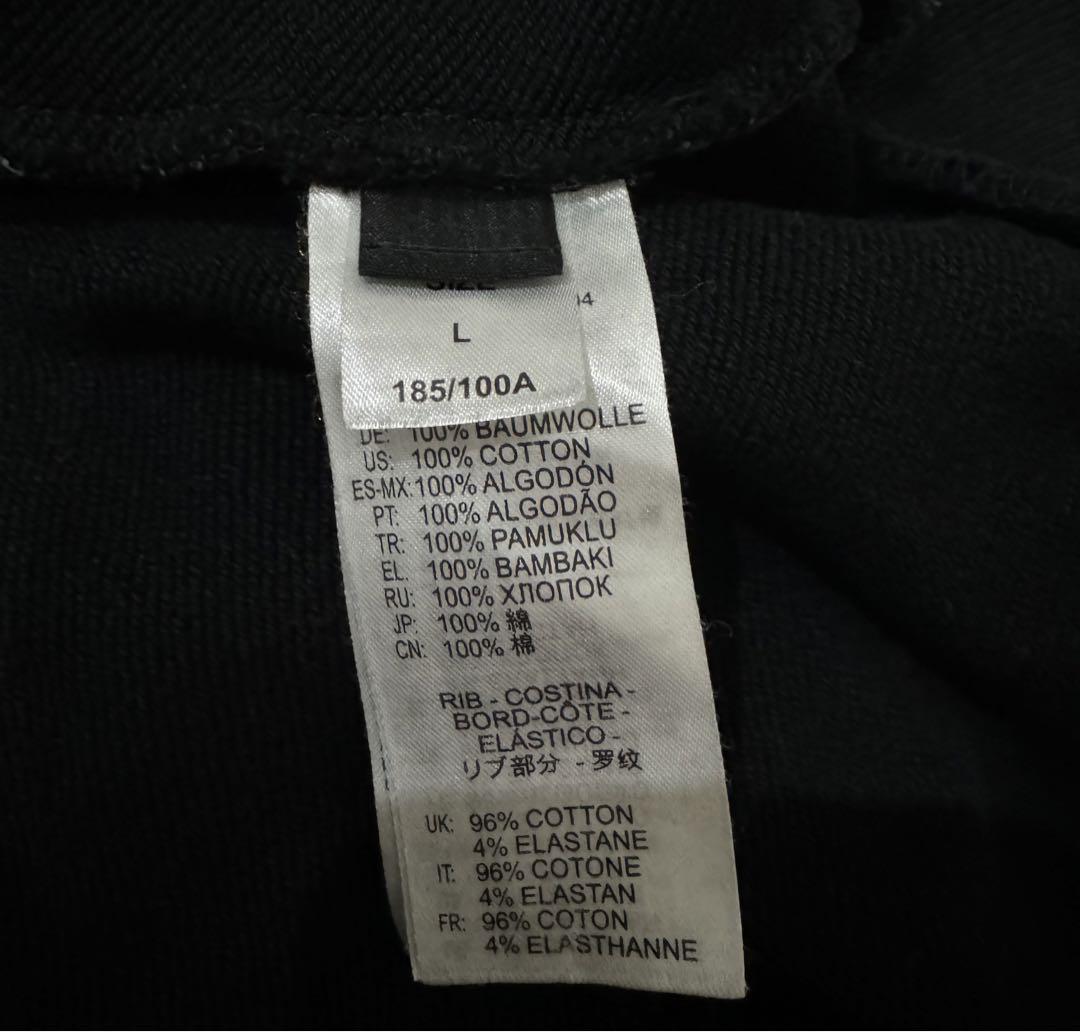 SIZE
L
185/100A
DE: 100% BAUMWOLLE
US: 100% COTTON
ES-MX: 100% ALGODÓN
PT: 100% ALGODÃO
TR: 100% PAMUKLU
EL: 100% BAMBAKI
RU: 100% ХЛОПОК
JP: 100% 綿
CN: 100% 棉
RIB - COSTINA -
BORD-CÔTE -
ELÁSTICO -
リブ部分 - 罗纹
UK: 96% COTTON
4% ELASTANE
IT: 96% COTONE
4% ELASTAN
FR: 96% COTON
4% ELASTHANNE